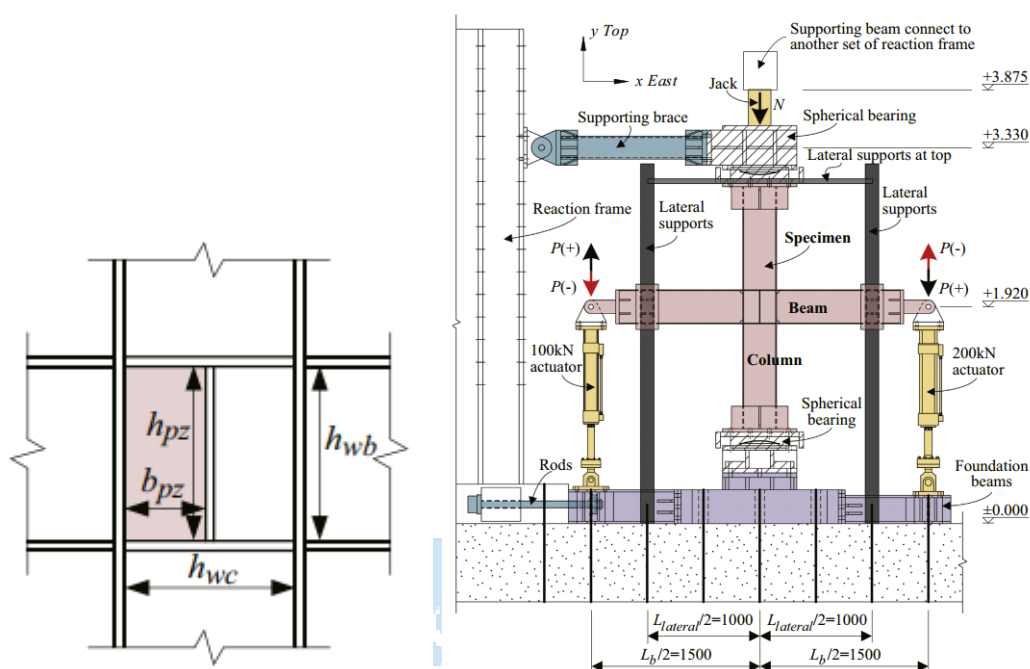 h_pz
b_pz
h_wb
h_wc
y Top
x East
Supporting beam connect to
another set of reaction frame
Jack
N
+3.875
Spherical bearing
Supporting brace
+3.330
Lateral supports at top
Lateral
supports
Lateral
supports
Reaction frame
Specimen
P(+)
P(-)
P(-)
P(+)
+1.920
Beam
100kN
actuator
Column
200kN
actuator
Spherical
bearing
Rods
Foundation
beams
±0.000
L_lateral/2=1000
L_lateral/2=1000
L_b/2=1500
L_b/2=1500